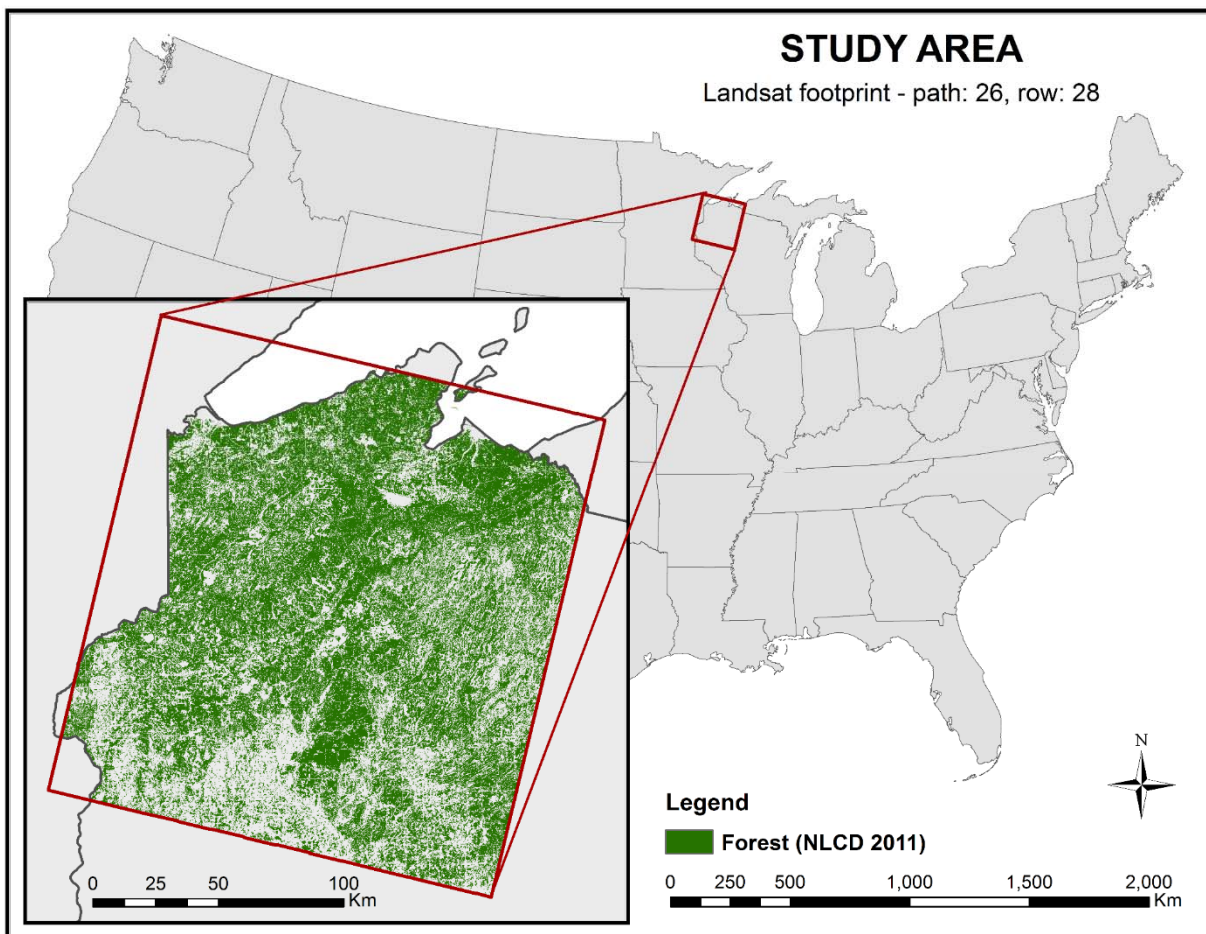 STUDY AREA
Landsat footprint - path: 26, row: 28
N
Legend
Forest (NLCD 2011)
0 25 50 100
Km
0 250 500 1,000 1,500 2,000
Km